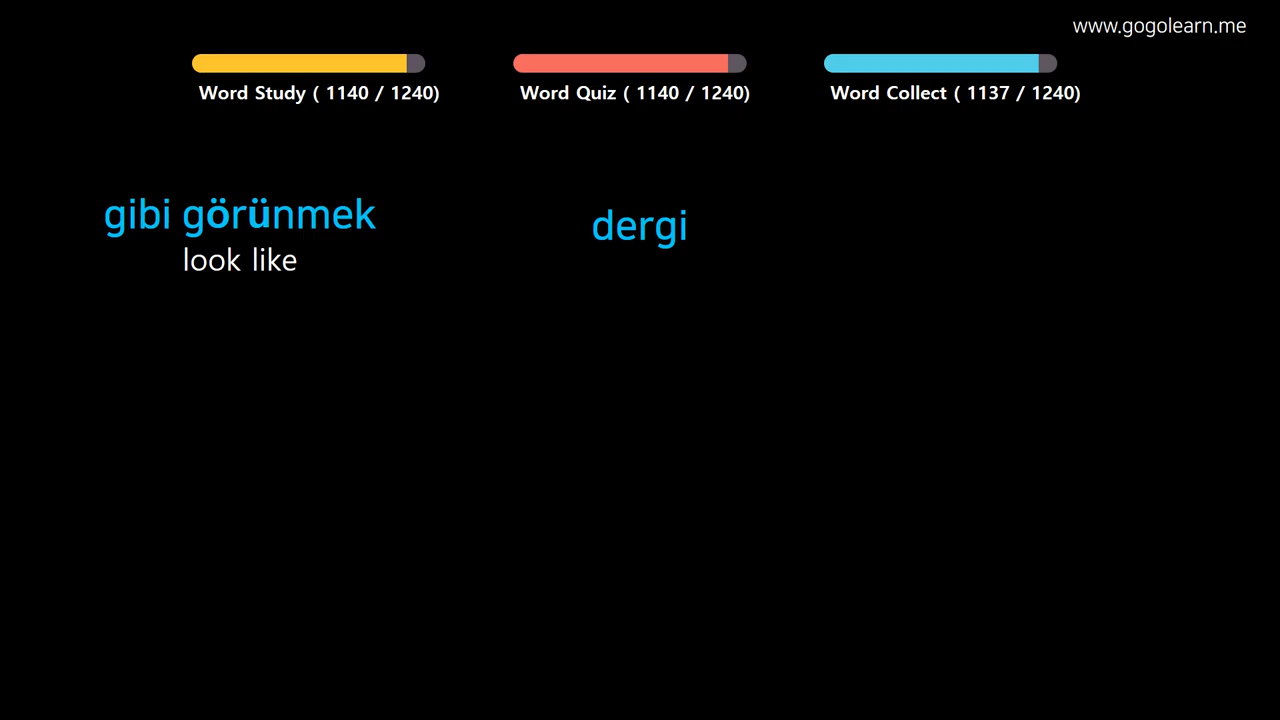 www.gogolearn.me
Word Study ( 1140 / 1240)
Word Quiz ( 1140 / 1240)
Word Collect ( 1137 / 1240)
gibi görünmek
look like
dergi